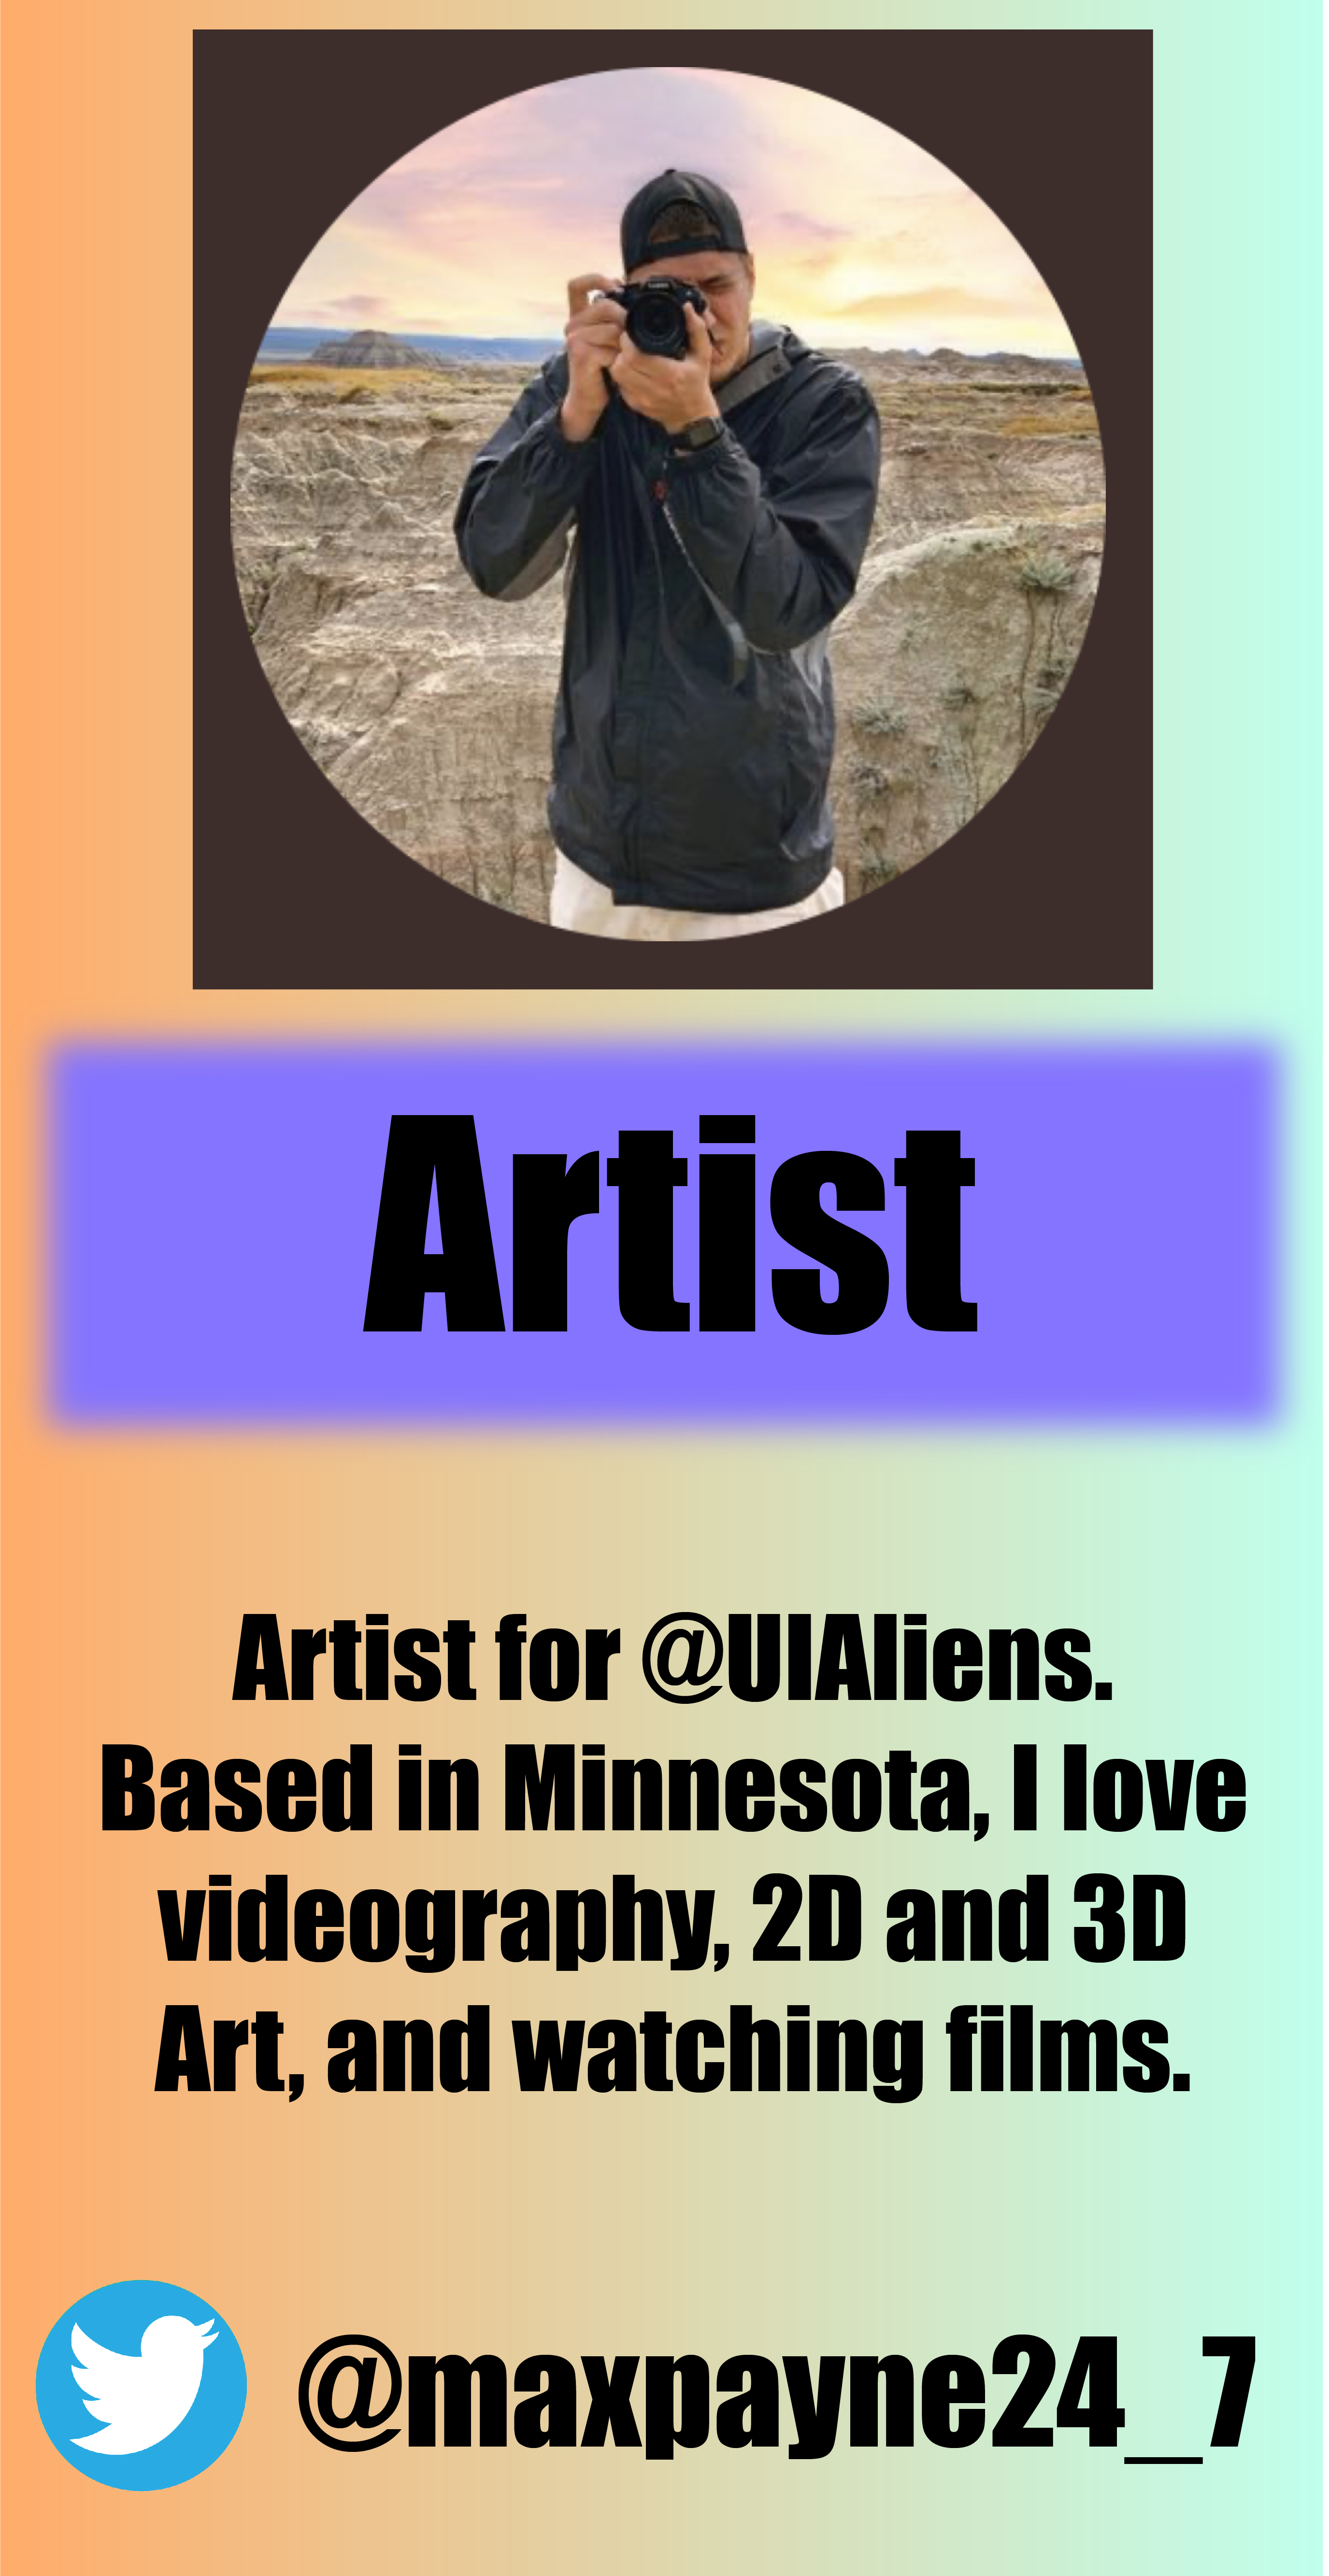 Artist
Artist for @UIAliens.
Based in Minnesota, I love
videography, 2D and 3D
Art, and watching films.
@maxpayne24_7